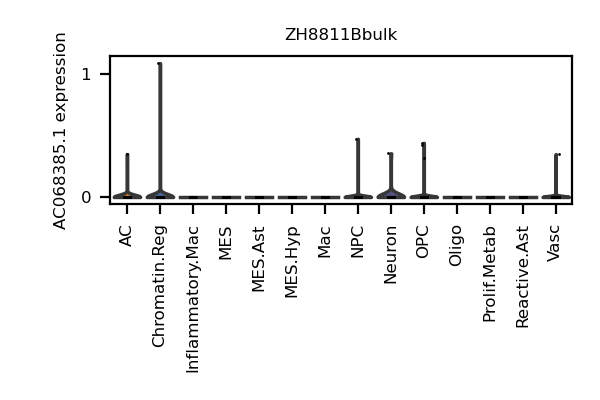 ZH8811Bbulk
AC068385.1 expression
1
0
AC
Chromatin.Reg
Inflammatory.Mac
MES
MES.Ast
MES.Hyp
Mac
NPC
Neuron
OPC
Oligo
Prolif.Metab
Reactive.Ast
Vasc